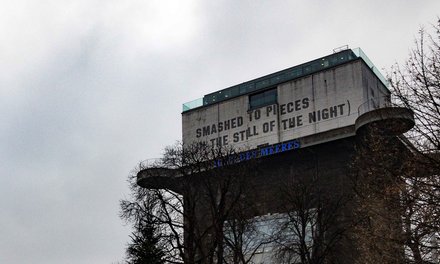 SMASHED TO PIECES
(IN THE STILL OF THE NIGHT)
DES MEERES